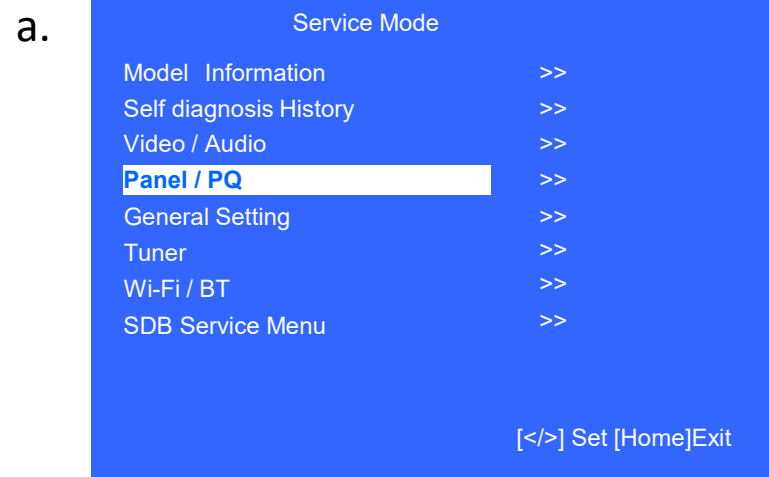 a.
Service Mode
Model Information >>
Self diagnosis History >>
Video / Audio >>
Panel / PQ >>
General Setting >>
Tuner >>
Wi-Fi / BT >>
SDB Service Menu >>
[</>] Set [Home]Exit